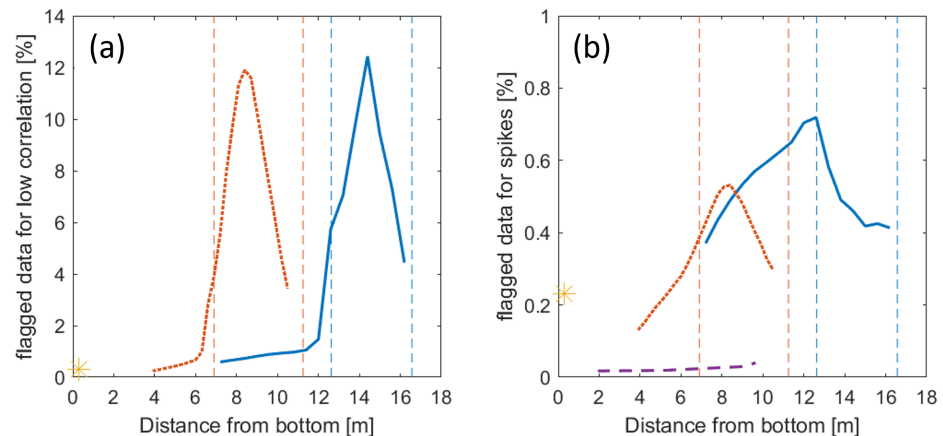 (a)
flagged data for low correlation [%]
14
12
10
8
6
4
2
0
0 2 4 6 8 10 12 14 16 18
Distance from bottom [m]
(b)
flagged data for spikes [%]
1
0.8
0.6
0.4
0.2
0
0 2 4 6 8 10 12 14 16 18
Distance from bottom [m]